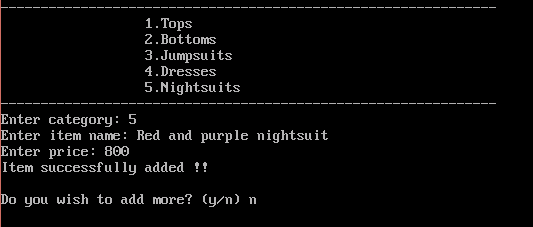 1.Tops
2.Bottoms
3.Jumpsuits
4.Dresses
5.Nightsuits
Enter category: 5
Enter item name: Red and purple nightsuit
Enter price: 800
Item successfully added !!
Do you wish to add more? (y/n) n